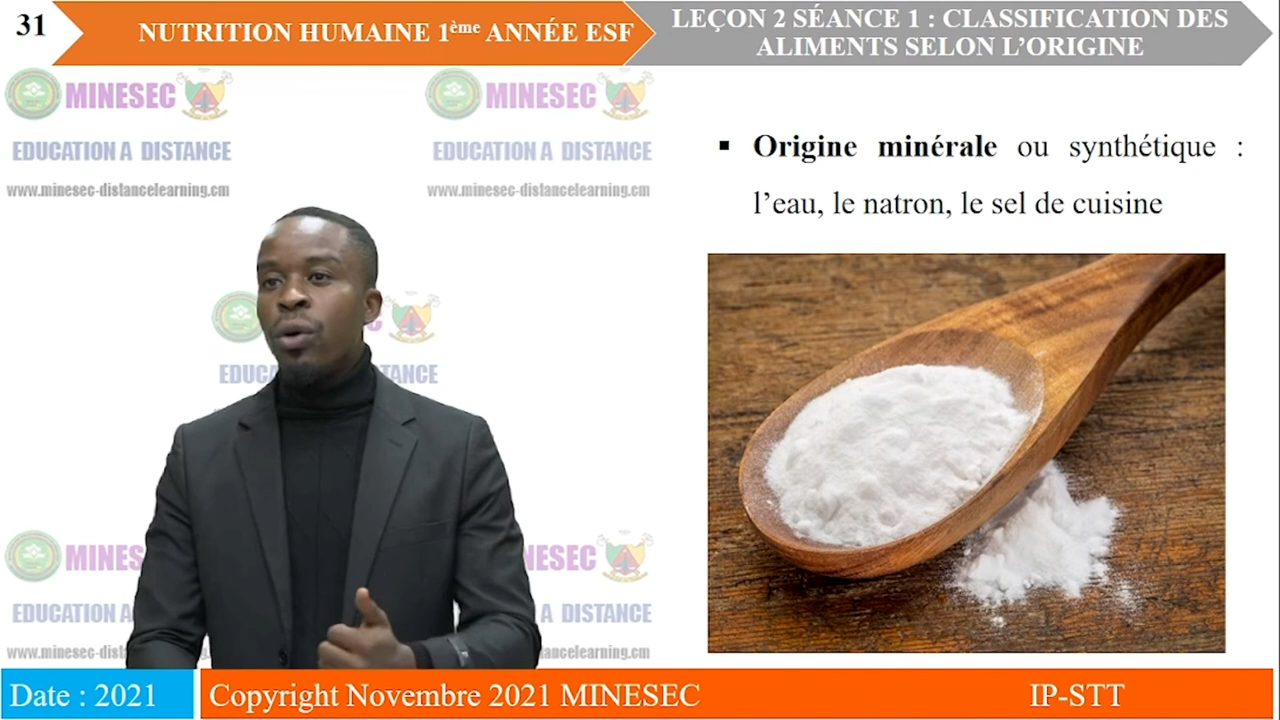 31
NUTRITION HUMAINE 1ème ANNÉE ESF
LEÇON 2 SÉANCE 1 : CLASSIFICATION DES
ALIMENTS SELON L’ORIGINE
MINESEC
EDUCATION A DISTANCE
www.minesec-distancelearning.cm
MINESEC
EDUCATION A DISTANCE
www.minesec-distancelearning.cm
▪ Origine minérale ou synthétique :
l’eau, le natron, le sel de cuisine
Date : 2021
Copyright Novembre 2021 MINESEC
IP-STT